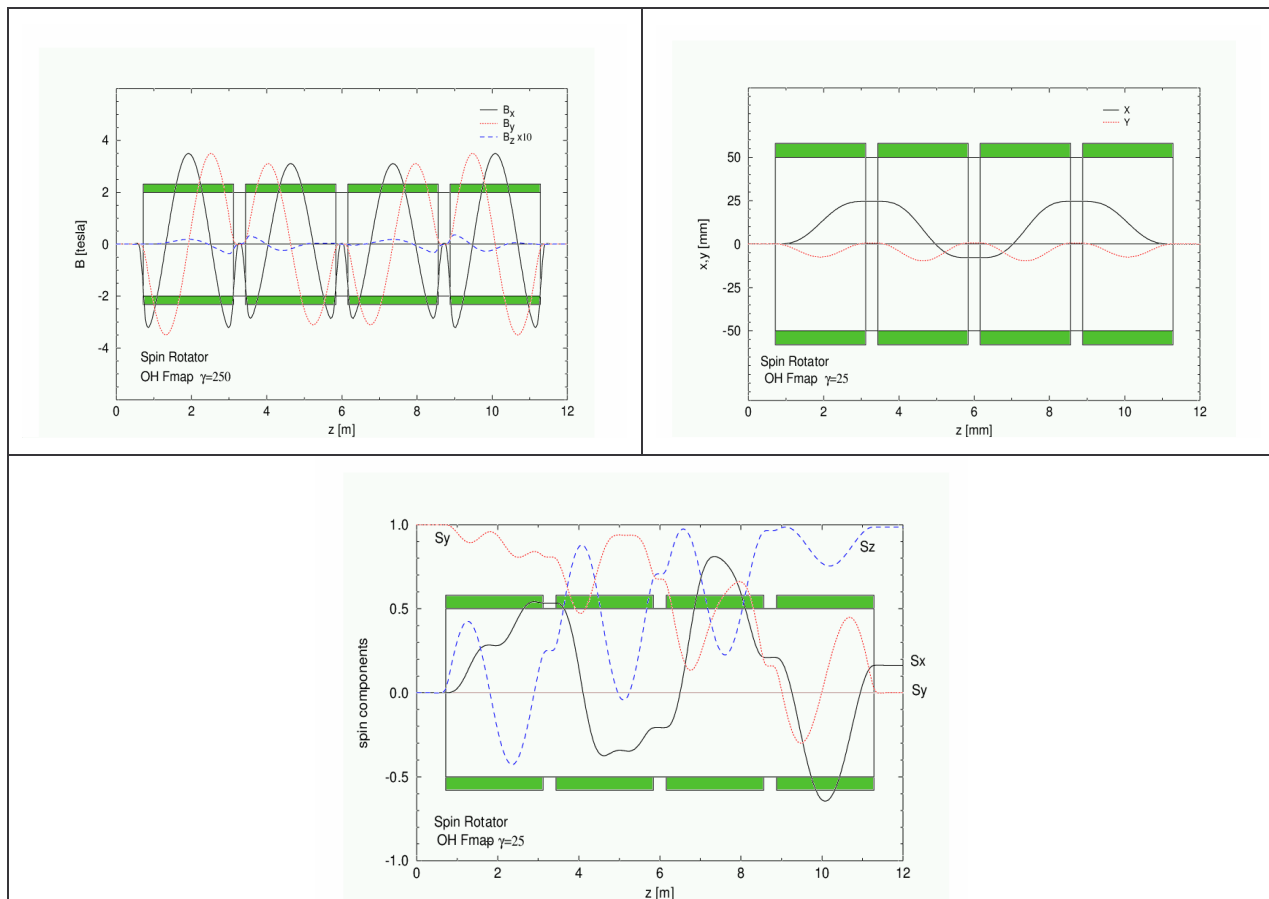 B_x
B_y
B_z x10
4
2
0
-2
-4
B [tesla]
Spin Rotator
OH Fmap γ=250
0 2 4 6 8 10 12
z [m]
X
Y
50
25
0
-25
-50
x,y [mm]
Spin Rotator
OH Fmap γ=25
0 2 4 6 8 10 12
z [mm]
1.0
0.5
0.0
-0.5
-1.0
spin components
Sy
Sz
Sx
Sy
Spin Rotator
OH Fmap γ=25
0 2 4 6 8 10 12
z [m]